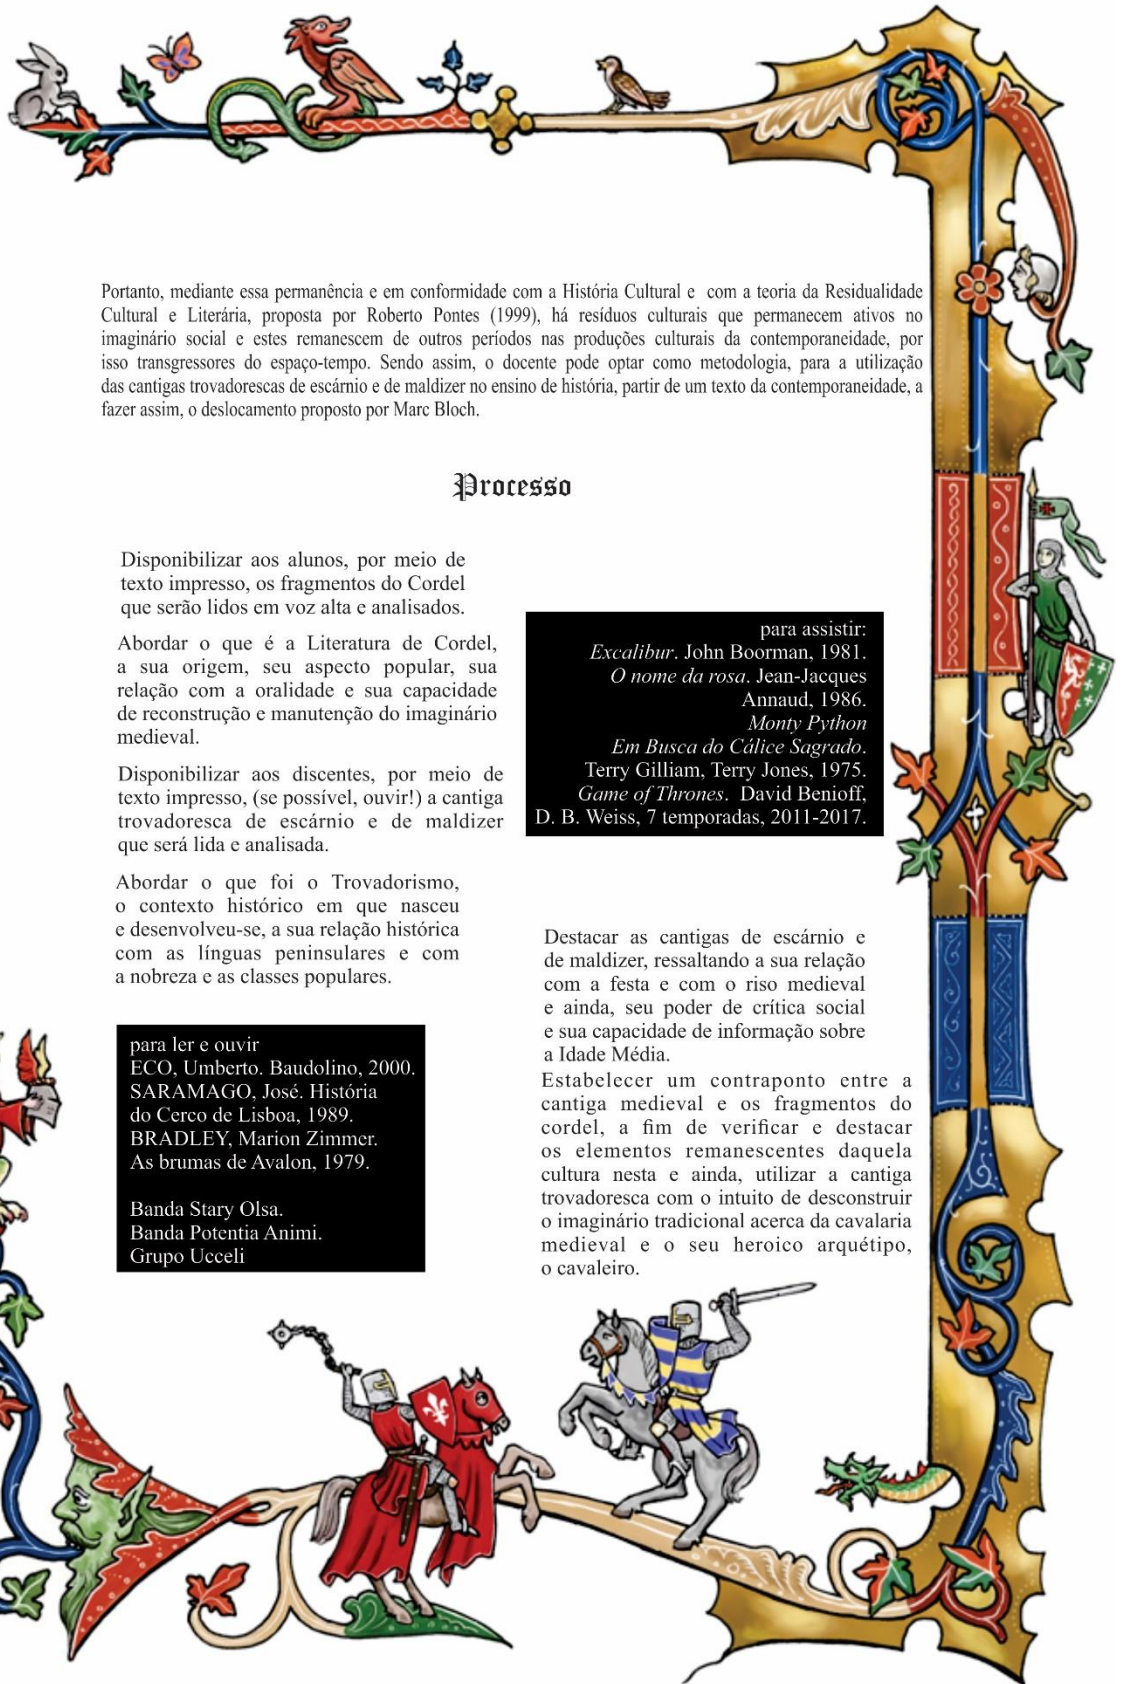 Portanto, mediante essa permanência e em conformidade com a História Cultural e com a teoria da Residualidade
Cultural e Literária, proposta por Roberto Pontes (1999), há resíduos culturais que permanecem ativos no
imaginário social e estes remanescem de outros períodos nas produções culturais da contemporaneidade, por
isso transgressores do espaço-tempo. Sendo assim, o docente pode optar como metodologia, para a utilização
das cantigas trovadorescas de escárnio e de maldizer no ensino de história, partir de um texto da contemporaneidade, a
fazer assim, o deslocamento proposto por Marc Bloch.
Processo
Disponibilizar aos alunos, por meio de
texto impresso, os fragmentos do Cordel
que serão lidos em voz alta e analisados.
Abordar o que é a Literatura de Cordel,
a sua origem, seu aspecto popular, sua
relação com a oralidade e sua capacidade
de reconstrução e manutenção do imaginário
medieval.
Disponibilizar aos discentes, por meio de
texto impresso, (se possível, ouvir!) a cantiga
trovadoresca de escárnio e de maldizer
que será lida e analisada.
Abordar o que foi o Trovadorismo,
o contexto histórico em que nasceu
e desenvolveu-se, a sua relação histórica
com as línguas peninsulares e com
a nobreza e as classes populares.
para ler e ouvir
ECO, Umberto. Baudolino, 2000.
SARAMAGO, José. História
do Cerco de Lisboa, 1989.
BRADLEY, Marion Zimmer.
As brumas de Avalon, 1979.
Banda Stary Olsa.
Banda Potentia Animi.
Grupo Ucceli
para assistir:
Excalibur. John Boorman, 1981.
O nome da rosa. Jean-Jacques
Annaud, 1986.
Monty Python
Em Busca do Cálice Sagrado.
Terry Gilliam, Terry Jones, 1975.
Game of Thrones. David Benioff,
D. B. Weiss, 7 temporadas, 2011-2017.
Destacar as cantigas de escárnio e
de maldizer, ressaltando a sua relação
com a festa e com o riso medieval
e ainda, seu poder de crítica social
e sua capacidade de informação sobre
a Idade Média.
Estabelecer um contraponto entre a
cantiga medieval e os fragmentos do
cordel, a fim de verificar e destacar
os elementos remanescentes daquela
cultura nesta e ainda, utilizar a cantiga
trovadoresca com o intuito de desconstruir
o imaginário tradicional acerca da cavalaria
medieval e o seu heroico arquétipo,
o cavaleiro.